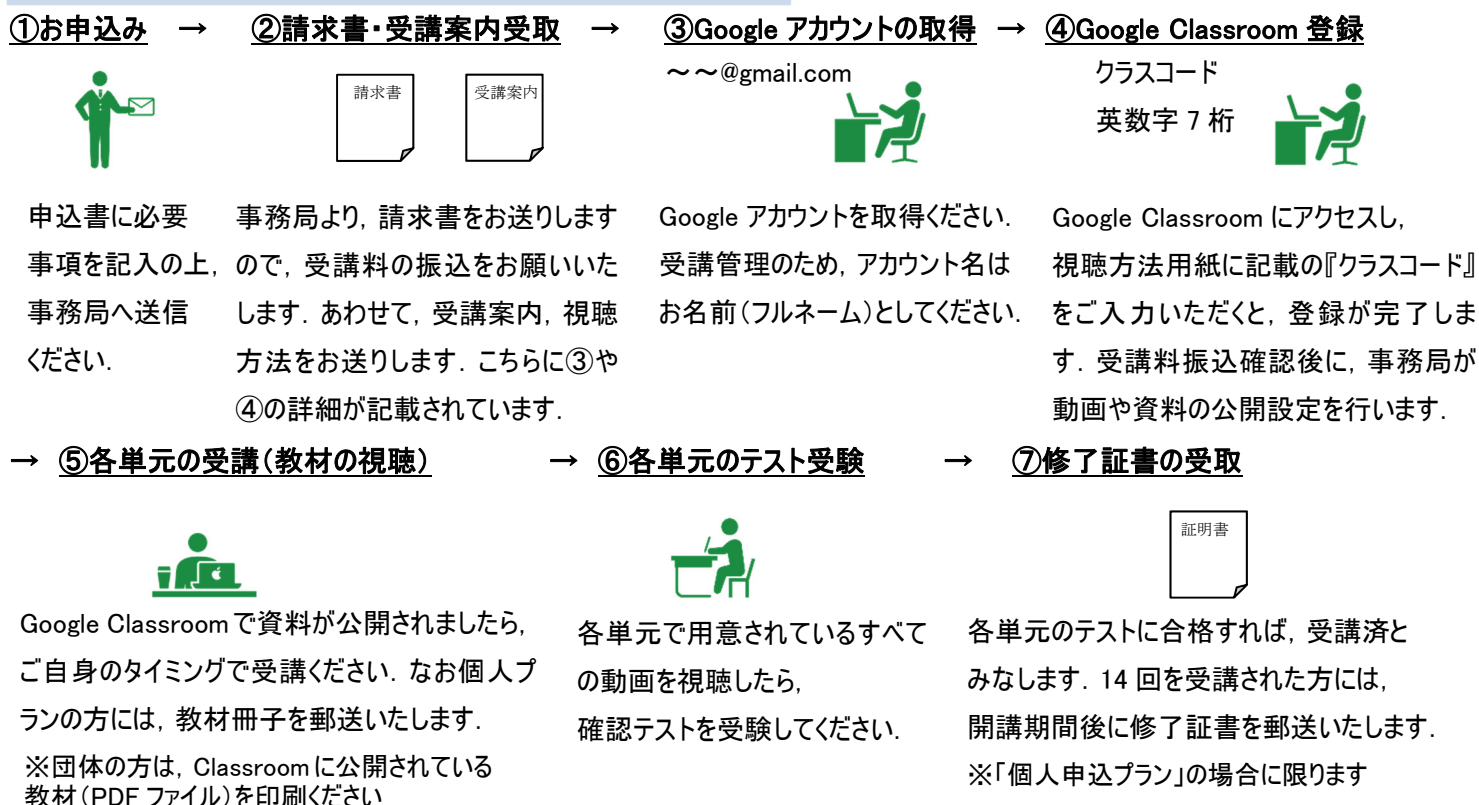 ①お申込み → ②請求書・受講案内受取 → ③Google アカウントの取得 → ④Google Classroom 登録
請求書
受講案内
~~@gmail.com
クラスコード
英数字 7 桁
申込書に必要
事項を記入の上,
事務局へ送信
ください.
事務局より, 請求書をお送りします
ので, 受講料の振込をお願いいた
します. あわせて, 受講案内, 視聴
方法をお送りします. こちらに③や
④の詳細が記載されています.
Google アカウントを取得ください.
受講管理のため, アカウント名は
お名前(フルネーム)としてください.
Google Classroom にアクセスし,
視聴方法用紙に記載の『クラスコード』
をご入力いただくと, 登録が完了しま
す. 受講料振込確認後に, 事務局が
動画や資料の公開設定を行います.
→ ⑤各単元の受講(教材の視聴) → ⑥各単元のテスト受験 → ⑦修了証書の受取
証明書
Google Classroom で資料が公開されましたら,
ご自身のタイミングで受講ください. なお個人プ
ランの方には, 教材冊子を郵送いたします.
※団体の方は, Classroom に公開されている
教材(PDF ファイル)を印刷ください
各単元で用意されているすべて
の動画を視聴したら,
確認テストを受験してください.
各単元のテストに合格すれば, 受講済と
みなします. 14 回を受講された方には,
開講期間後に修了証書を郵送いたします.
※「個人申込プラン」の場合に限ります